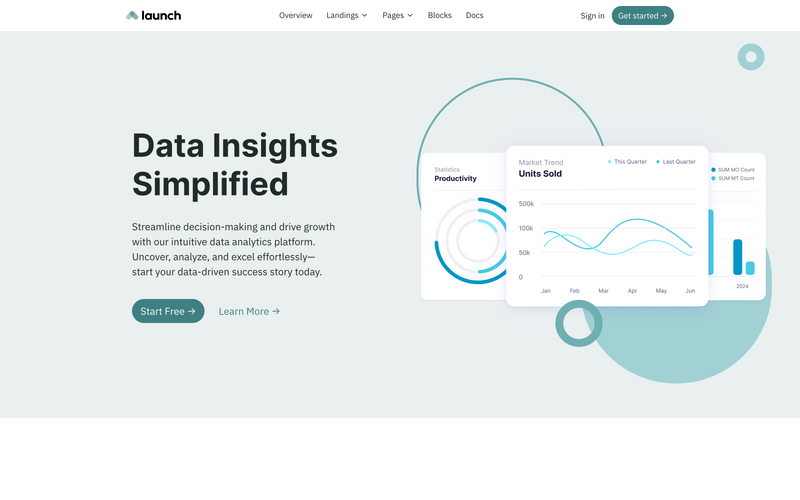 launch
Overview
Landings
Pages
Blocks
Docs
Sign in
Get started →
Data Insights
Simplified
Streamline decision-making and drive growth
with our intuitive data analytics platform.
Uncover, analyze, and excel effortlessly—
start your data-driven success story today.
Start Free →
Learn More →
Statistics
Productivity
Market Trend
Units Sold
This Quarter
Last Quarter
500k
100k
50k
0
Jan
Feb
Mar
Apr
May
Jun
SUM MO Count
SUM MT Count
2024